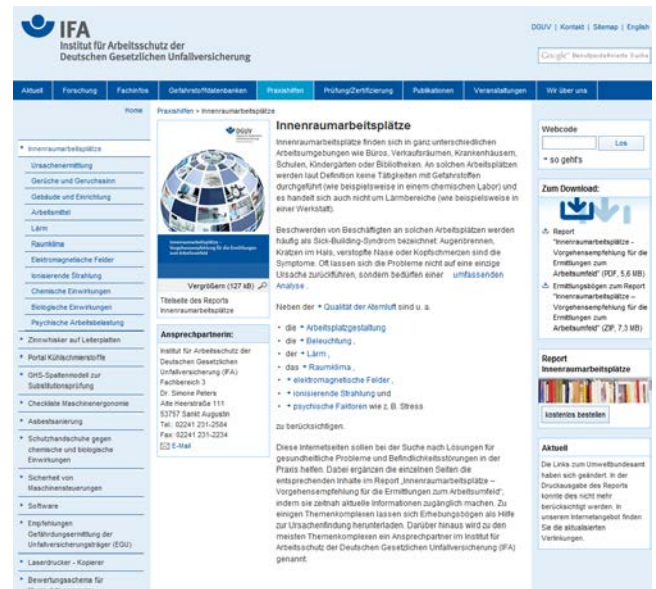 IFA
Institut für Arbeitsschutz der
Deutschen Gesetzlichen Unfallversicherung
DGUV | Kontakt | Sitemap | English
Google™ Benutzerdefinierte Suche
Aktuell Forschung Fachinfos Gefahrstoffdatenbanken Praxishilfen Prüfung/Zertifizierung Publikationen Veranstaltungen Wir über uns
Home
Innenraumarbeitsplätze
Ursachenermittlung
Gerüche und Geruchssinn
Gebäude und Einrichtung
Arbeitsmittel
Lärm
Raumklima
Elektromagnetische Felder
Ionisierende Strahlung
Chemische Einwirkungen
Biologische Einwirkungen
Psychische Arbeitsbelastung
Zinnwhisker auf Leiterplatten
Portal Kühlschmierstoffe
GHS-Spaltenmodell zur
Substitutionsprüfung
Checkliste Maschinenergonomie
Asbestsanierung
Schutzhandschuhe gegen
chemische und biologische
Einwirkungen
Sicherheit von
Maschinensteuerungen
Software
Empfehlungen
Gefährdungsermittlung der
Unfallversicherungsträger (EGU)
Laserdrucker - Kopierer
Bewertungsschema für
Praxishilfen > Innenraumarbeitsplätze
DGUV
Innenraumarbeitsplätze –
Vorgehensempfehlung für die Ermittlungen
zum Arbeitsumfeld
Vergrößern (127 kB)
Titelseite des Reports
Innenraumarbeitsplätze
Ansprechpartnerin:
Institut für Arbeitsschutz der
Deutschen Gesetzlichen
Unfallversicherung (IFA)
Fachbereich 3
Dr. Simone Peters
Alte Heerstraße 111
53757 Sankt Augustin
Tel.: 02241 231-2584
Fax: 02241 231-2234
E-Mail
Innenraumarbeitsplätze
Innenraumarbeitsplätze finden sich in ganz unterschiedlichen
Arbeitsumgebungen wie Büros, Verkaufsräumen, Krankenhäusern,
Schulen, Kindergärten oder Bibliotheken. An solchen Arbeitsplätzen
werden laut Definition keine Tätigkeiten mit Gefahrstoffen
durchgeführt (wie beispielsweise in einem chemischen Labor) und
es handelt sich auch nicht um Lärmbereiche (wie beispielsweise in
einer Werkstatt).
Beschwerden von Beschäftigten an solchen Arbeitsplätzen werden
häufig als Sick-Building-Syndrom bezeichnet: Augenbrennen,
Kratzen im Hals, verstopfte Nase oder Kopfschmerzen sind die
Symptome. Oft lassen sich die Probleme nicht auf eine einzige
Ursache zurückführen, sondern bedürfen einer umfassenden
Analyse .
Neben der Qualität der Atemluft sind u. a.
die Arbeitsplatzgestaltung
die Beleuchtung ,
der Lärm ,
das Raumklima ,
elektromagnetische Felder ,
ionisierende Strahlung und
psychische Faktoren wie z. B. Stress
zu berücksichtigen.
Diese Internetseiten sollen bei der Suche nach Lösungen für
gesundheitliche Probleme und Befindlichkeitsstörungen in der
Praxis helfen. Dabei ergänzen die einzelnen Seiten die
entsprechenden Inhalte im Report „Innenraumarbeitsplätze –
Vorgehensempfehlung für die Ermittlungen zum Arbeitsumfeld“,
indem sie zeitnah aktuelle Informationen zugänglich machen. Zu
einigen Themenkomplexen lassen sich Erhebungsbögen als Hilfe
zur Ursachenfindung herunterladen. Darüber hinaus wird zu den
meisten Themenkomplexen ein Ansprechpartner im Institut für
Arbeitsschutz der Deutschen Gesetzlichen Unfallversicherung (IFA)
genannt.
Webcode
Los
so geht's
Zum Download:
Report
"Innenraumarbeitsplätze -
Vorgehensempfehlung für die
Ermittlungen zum
Arbeitsumfeld" (PDF, 5,6 MB)
Ermittlungsbögen zum Report
"Innenraumarbeitsplätze –
Vorgehensempfehlung für die
Ermittlungen zum
Arbeitsumfeld" (ZIP, 7,3 MB)
Report
Innenraumarbeitsplätze
kostenlos bestellen
Aktuell
Die Links zum Umweltbundesamt
haben sich geändert. In der
Druckausgabe des Reports
konnte dies nicht mehr
berücksichtigt werden. In
unserem Internetangebot finden
Sie die aktualisierten
Verlinkungen.